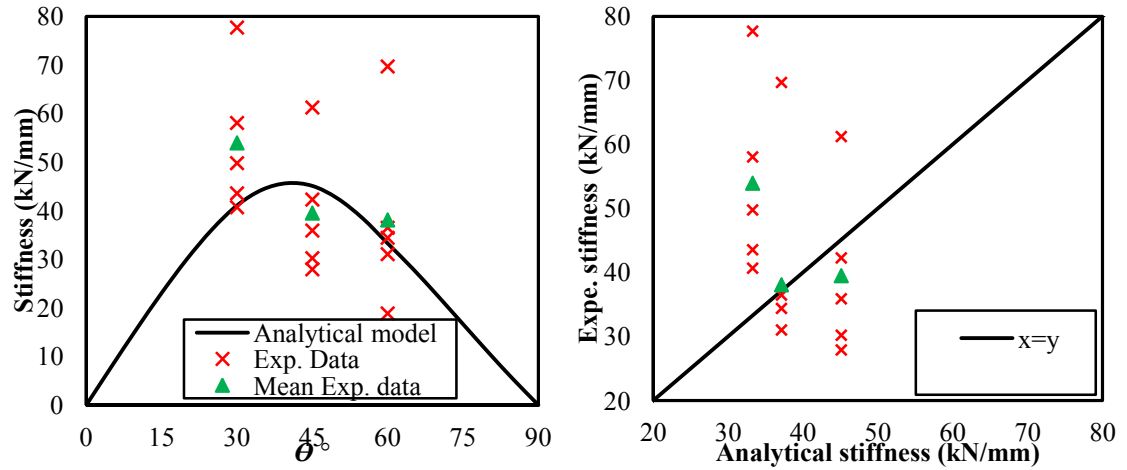 80
70
60
50
40
30
20
10
0
Stiffness (kN/mm)
Analytical model
Exp. Data
Mean Exp. data
0 15 30 45 60 75 90
Θ °
80
70
60
50
40
30
20
Expe. stiffness (kN/mm)
x=y
20 30 40 50 60 70 80
Analytical stiffness (kN/mm)